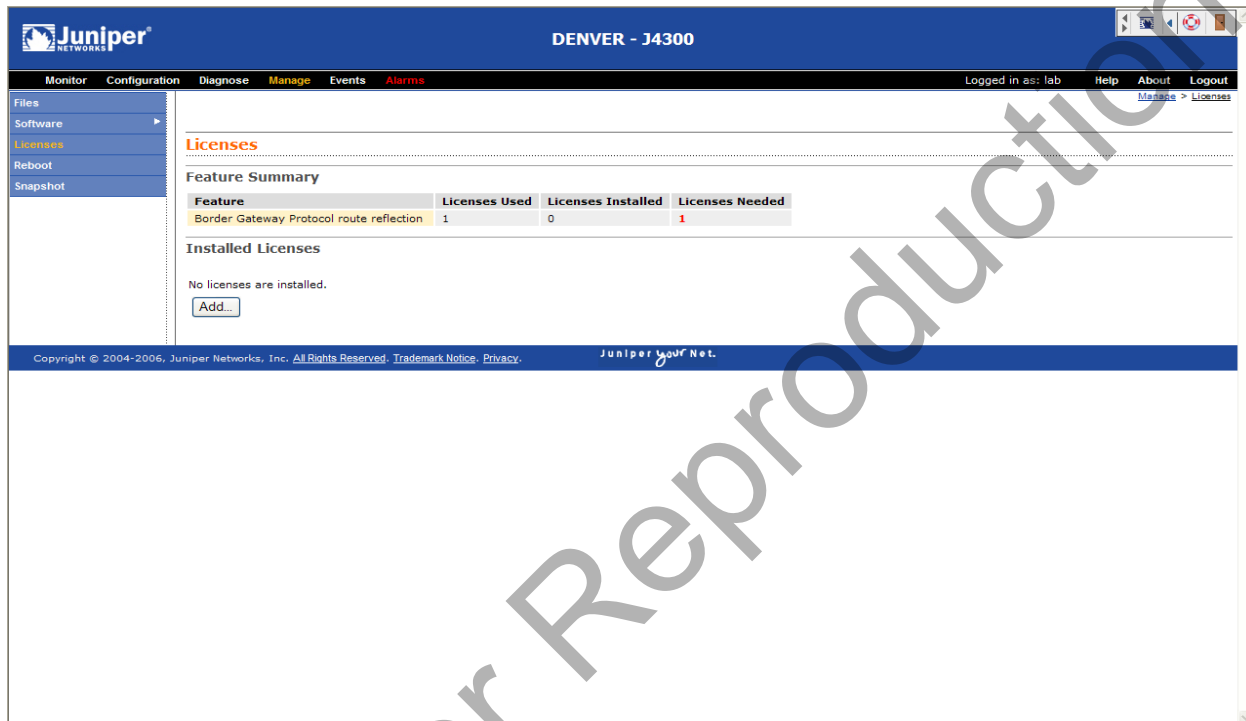 Juniper®
NETWORKS
DENVER - J4300
Monitor Configuration Diagnose Manage Events Alarms Logged in as: lab Help About Logout
Manage > Licenses
Files
Software
Licenses
Reboot
Snapshot
Licenses
Feature Summary
Feature Licenses Used Licenses Installed Licenses Needed
Border Gateway Protocol route reflection 1 0 1
Installed Licenses
No licenses are installed.
Add...
Copyright © 2004-2006, Juniper Networks, Inc. All Rights Reserved. Trademark Notice. Privacy.
Juniper your Net.
Reproduction